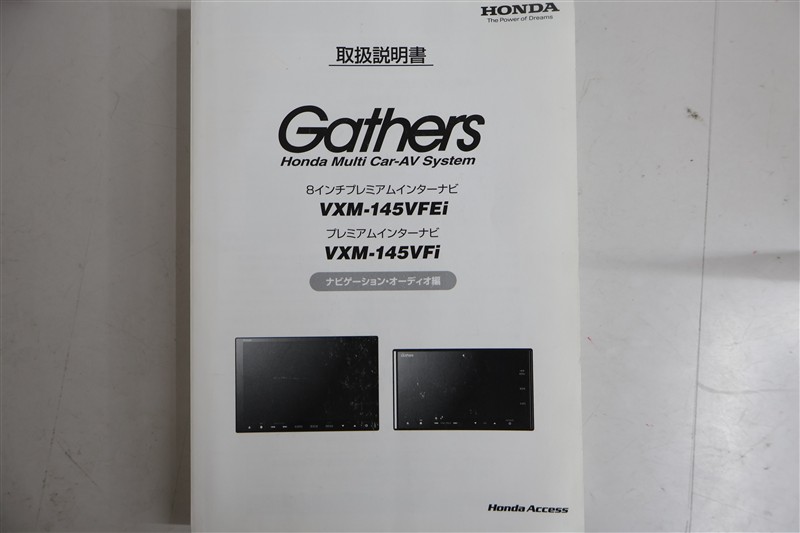 HONDA
The Power of Dreams
取扱説明書
Gathers
Honda Multi Car-AV System
8インチプレミアムインターナビ
VXM-145VFEi
プレミアムインターナビ
VXM-145VFi
ナビゲーション・オーディオ編
Gathers
Honda Access